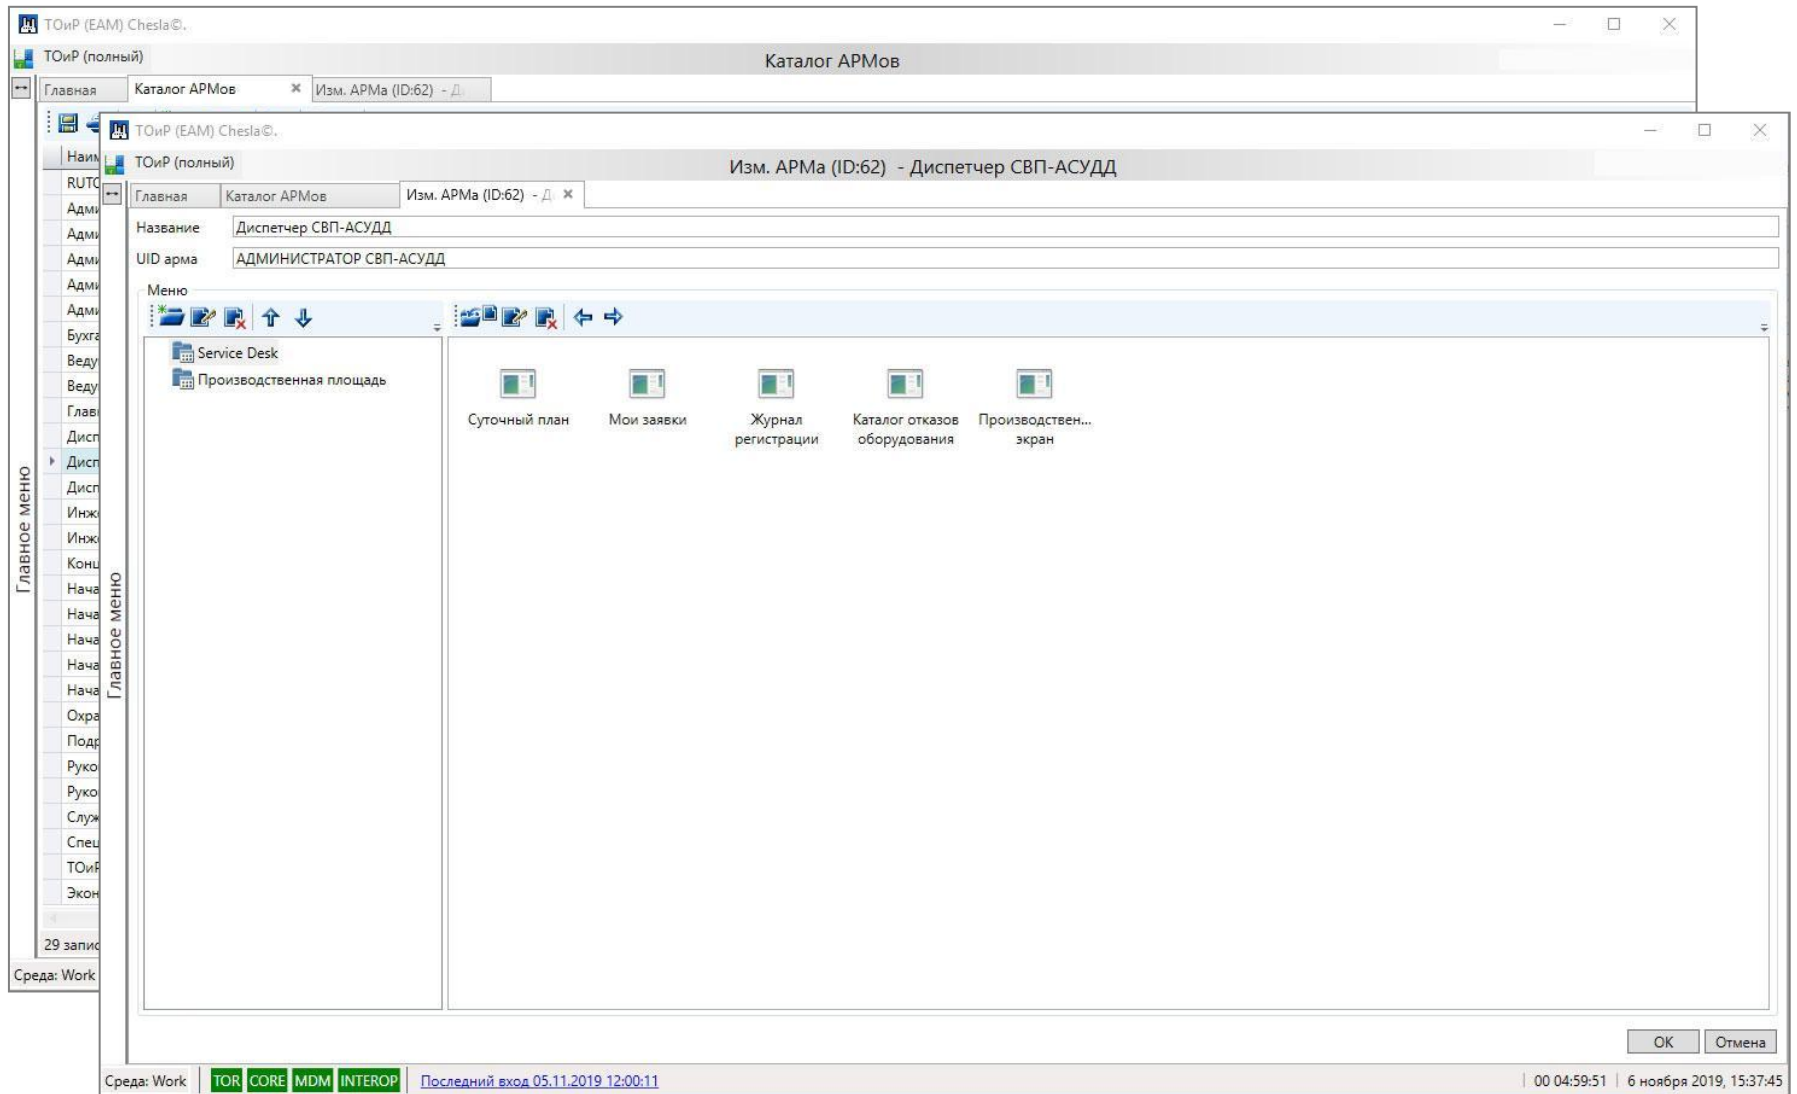 ТОиР (EAM) Chesla©.
ТОиР (полный)
Каталог АРМов
Главная
Каталог АРМов
Изм. АРМа (ID:62) - Д
Наим
RUTO
Адми
Адми
Адми
Адми
Адми
Бухга
Веду
Веду
Глав
Дисп
Дисп
Дисп
Инж
Инж
Конц
Нача
Нача
Нача
Нача
Нача
Охра
Подр
Руко
Руко
Служ
Спец
ТОиР
Экон
29 запис
Среда: Work
Главное меню
ТОиР (EAM) Chesla©.
ТОиР (полный)
Изм. АРМа (ID:62) - Диспетчер СВП-АСУДД
Главная
Каталог АРМов
Изм. АРМа (ID:62) - Д
Название
Диспетчер СВП-АСУДД
UID арма
АДМИНИСТРАТОР СВП-АСУДД
Меню
Service Desk
Производственная площадь
Суточный план
Мои заявки
Журнал
регистрации
Каталог отказов
оборудования
Производствен...
экран
Главное меню
OK
Отмена
Среда: Work
TOR CORE MDM INTEROP
Последний вход 05.11.2019 12:00:11
00 04:59:51
6 ноября 2019, 15:37:45